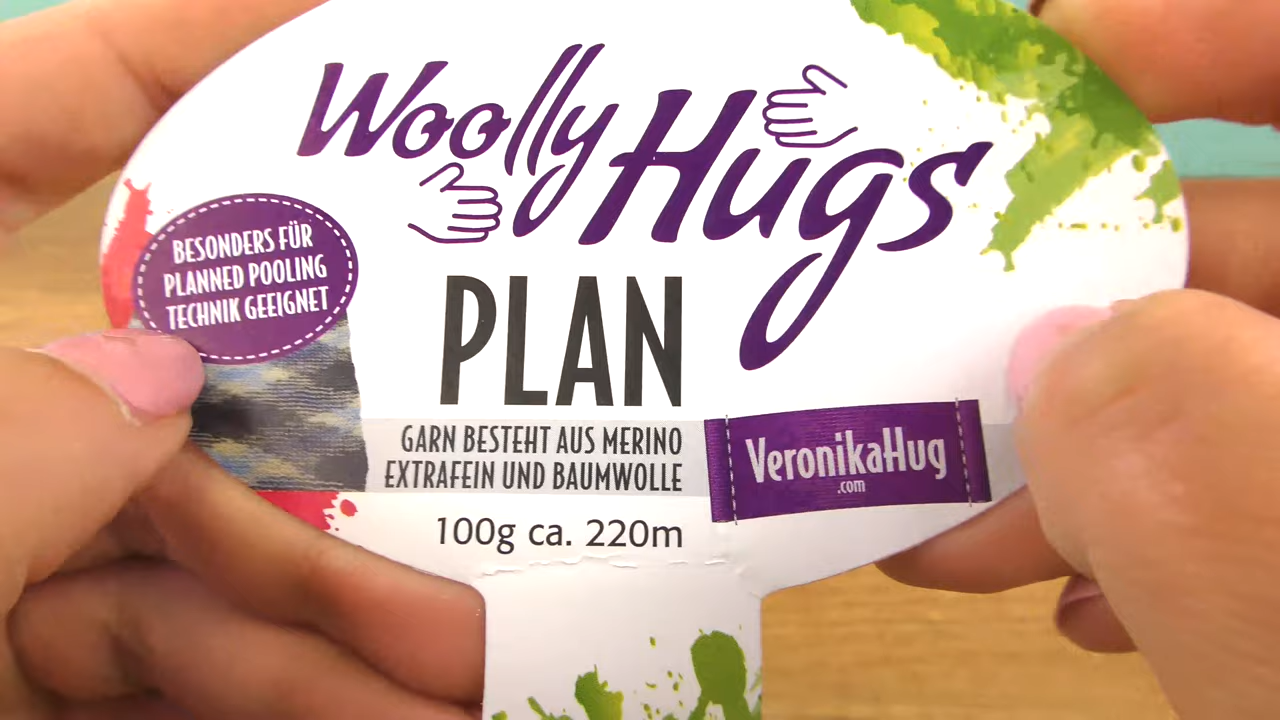 Woolly Hugs
BESONDERS FÜR
PLANNED POOLING
TECHNIK GEEIGNET
PLAN
GARN BESTEHT AUS MERINO
EXTRAFEIN UND BAUMWOLLE
VeronikaHug
.com
100g ca. 220m